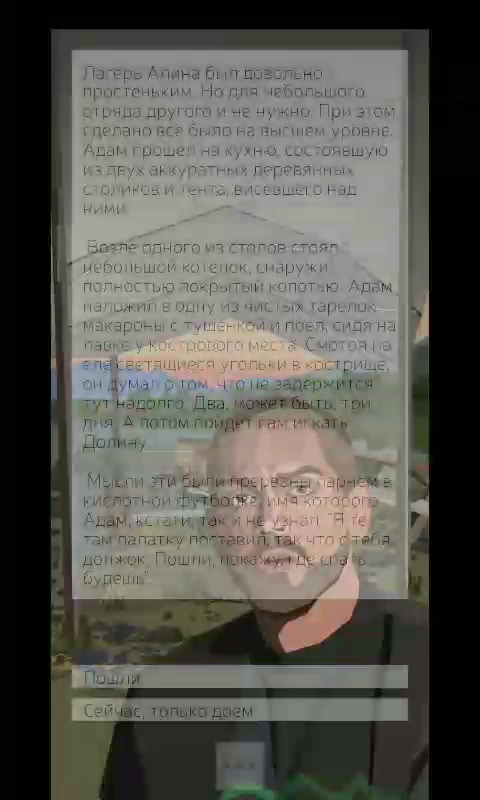 Лагерь Алина был довольно
простеньким. Но для небольшого
отряда другого и не нужно. При этом
сделано все было на высшем уровне.
Адам прошел на кухню, состоявшую
из двух аккуратных деревянных
столиков и тента, висевшего над
ними.
Возле одного из столов стоял
небольшой котелок, снаружи
полностью покрытый копотью. Адам
наложил в одну из чистых тарелок
макароны с тушенкой и поел, сидя на
лавке у кострового места. Смотря на
еле светящиеся угольки в кострище,
он думал о том, что не задержится
тут надолго. Два, может быть, три
дня. А потом пойдет сам искать
Долину.
Мысли эти были прерваны парнем в
кислотной футболке, имя которого
Адам, кстати, так и не узнал. "Я те
там палатку поставил, так что с тебя
должок. Пошли, покажу, где спать
будешь".
Пошли
Сейчас, только доем